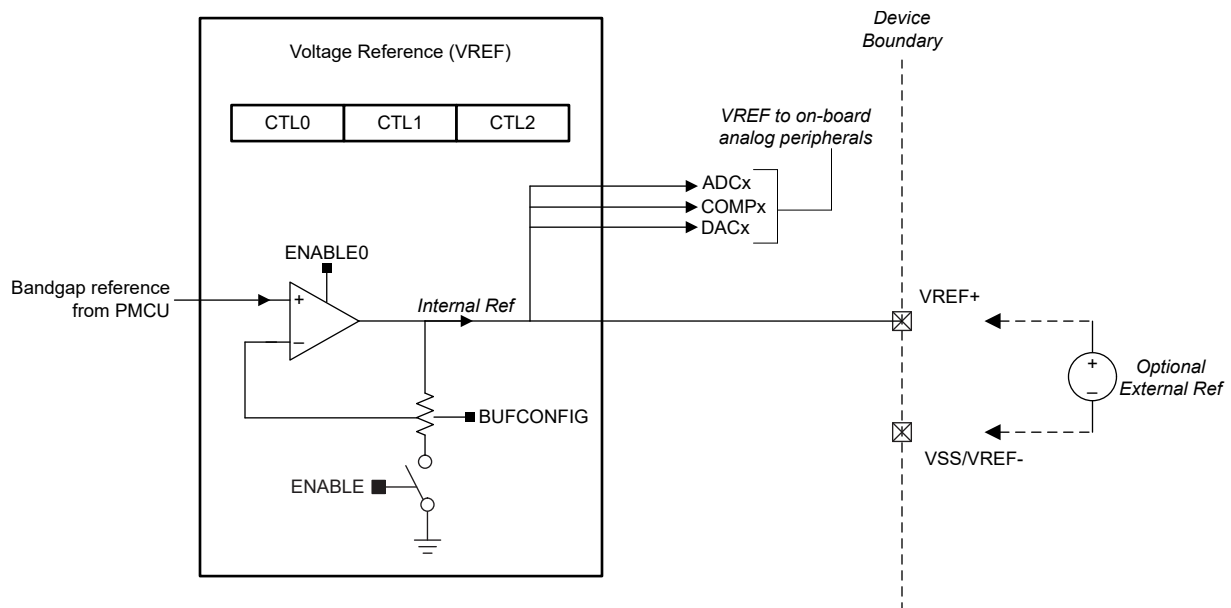 Device
Boundary
Voltage Reference (VREF)
CTL0 CTL1 CTL2
VREF to on-board
analog peripherals
ADCx
COMPx
DACx
ENABLE0
Bandgap reference
from PMCU
+
−
Internal Ref
VREF+
+
−
Optional
External Ref
BUFCONFIG
VSS/VREF-
ENABLE